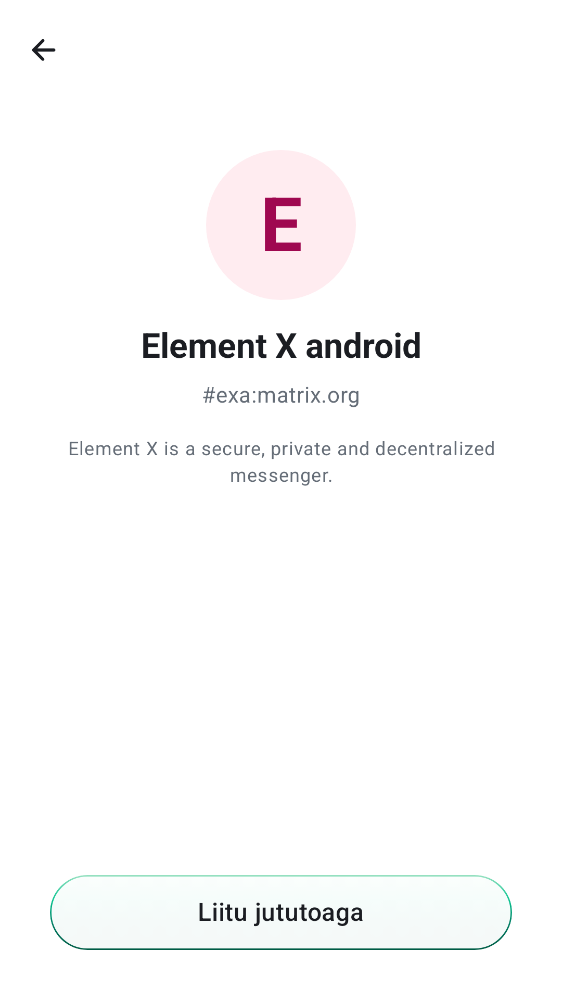 E
Element X android
#exa:matrix.org
Element X is a secure, private and decentralized
messenger.
Liitu jututoaga